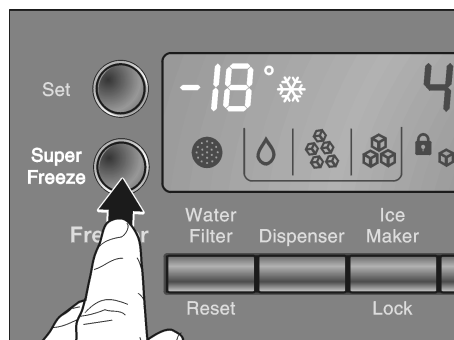 Set
-18°
4
Super
Freeze
Water
Filter
Dispenser
Ice
Maker
Reset
Lock